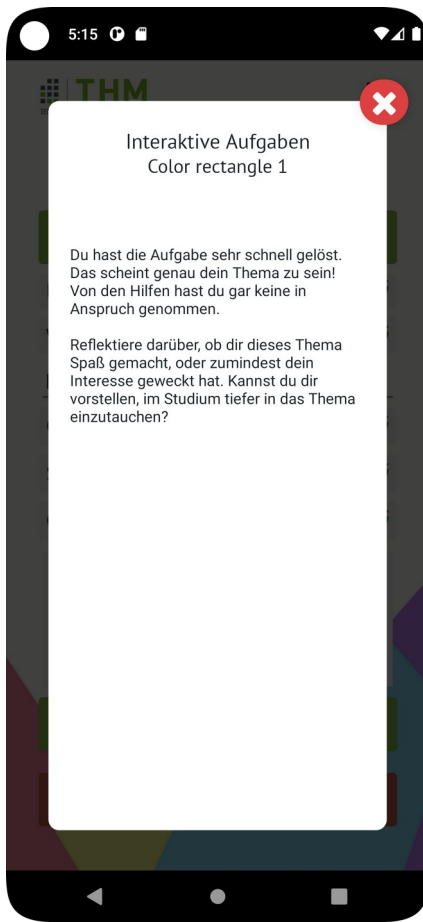 5:15
THM
Interaktive Aufgaben
Color rectangle 1
Du hast die Aufgabe sehr schnell gelöst.
Das scheint genau dein Thema zu sein!
Von den Hilfen hast du gar keine in
Anspruch genommen.
Reflektiere darüber, ob dir dieses Thema
Spaß gemacht, oder zumindest dein
Interesse geweckt hat. Kannst du dir
vorstellen, im Studium tiefer in das Thema
einzutauchen?